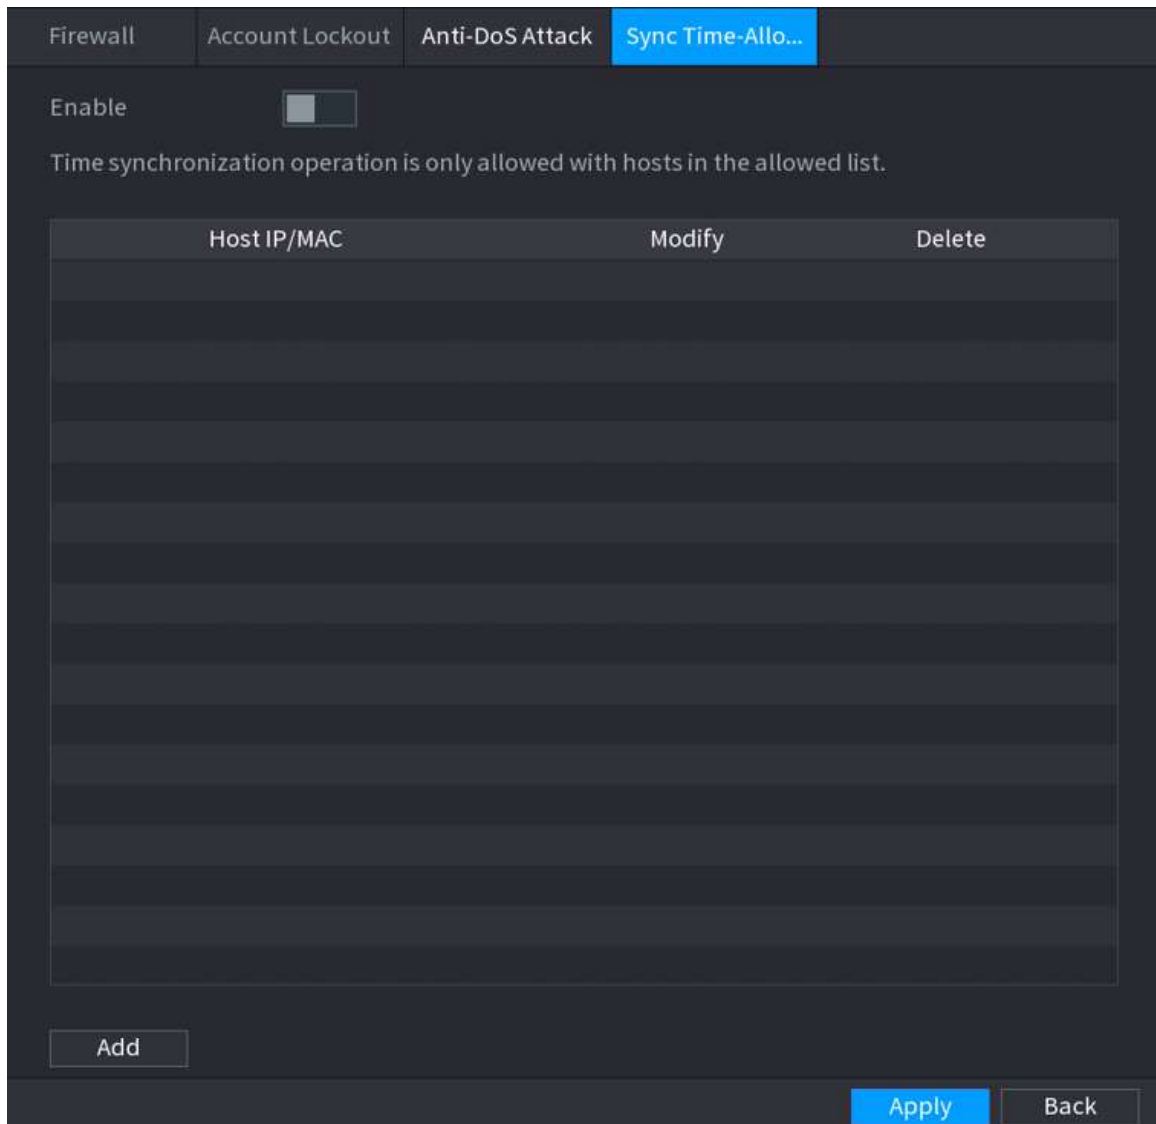 Firewall Account Lockout Anti-DoS Attack Sync Time-Allo...
Enable
Time synchronization operation is only allowed with hosts in the allowed list.
Host IP/MAC Modify Delete
Add
Apply Back